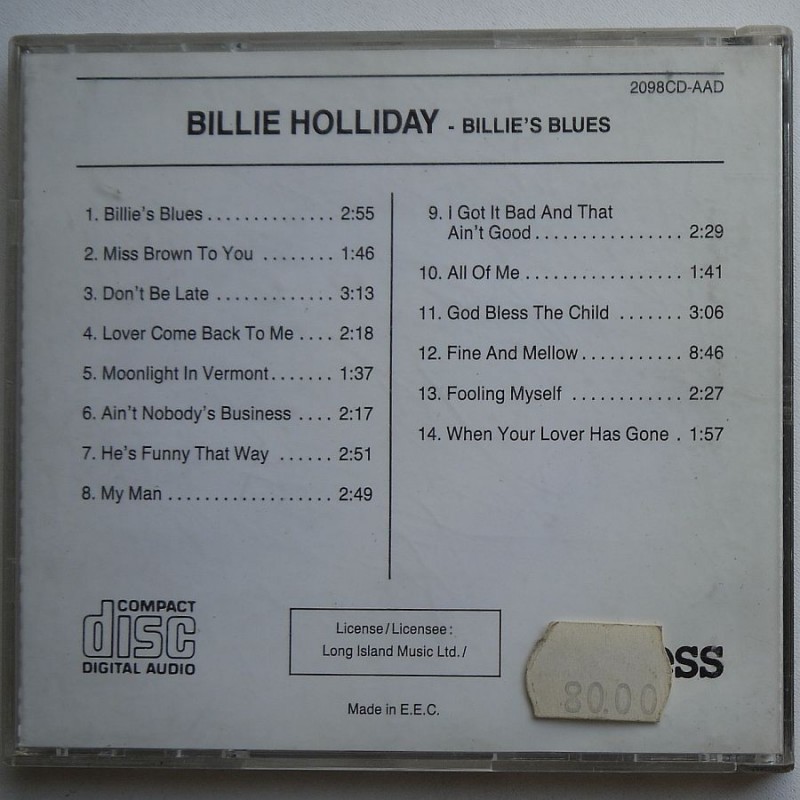 2098CD-AAD
BILLIE HOLLIDAY - BILLIE'S BLUES
1. Billie's Blues .............. 2:55
2. Miss Brown To You ........ 1:46
3. Don't Be Late ............. 3:13
4. Lover Come Back To Me .... 2:18
5. Moonlight In Vermont....... 1:37
6. Ain't Nobody's Business .... 2:17
7. He's Funny That Way ...... 2:51
8. My Man ................... 2:49
9. I Got It Bad And That
Ain't Good................ 2:29
10. All Of Me ................. 1:41
11. God Bless The Child ....... 3:06
12. Fine And Mellow........... 8:46
13. Fooling Myself ............ 2:27
14. When Your Lover Has Gone . 1:57
COMPACT
disc
DIGITAL AUDIO
License/Licensee:
Long Island Music Ltd./
Made in E.E.C.
80.00